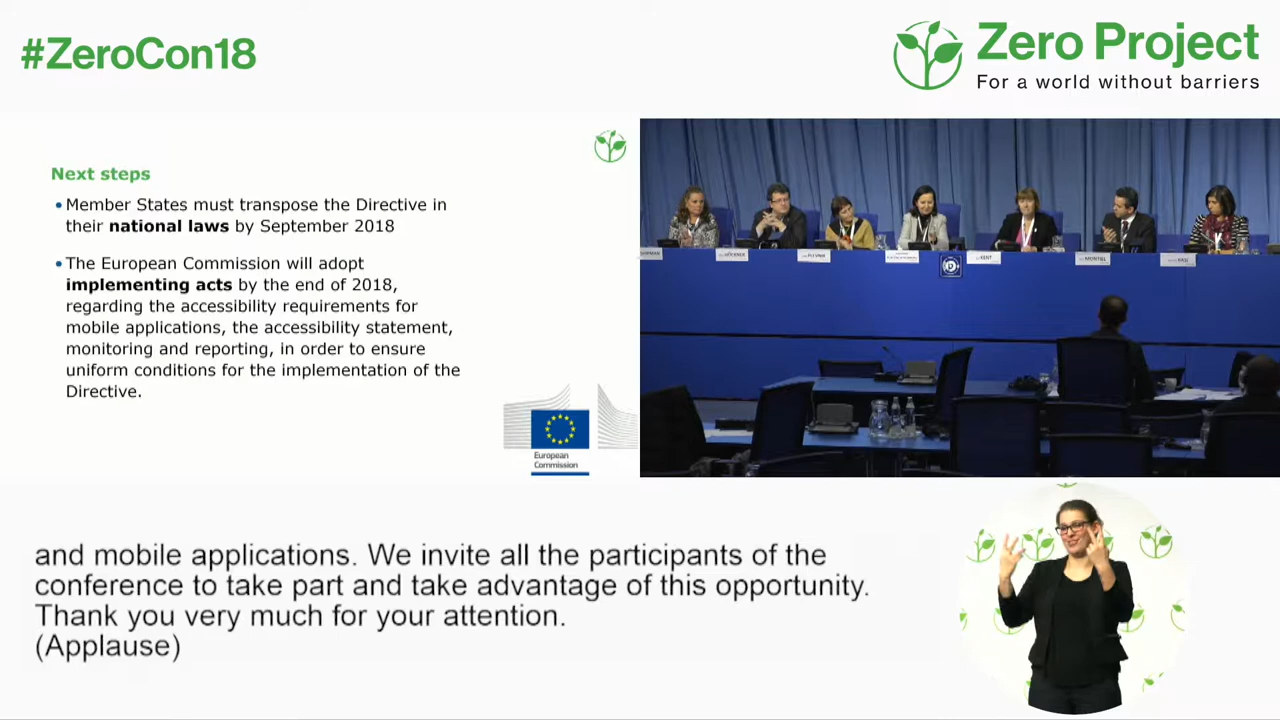 #ZeroCon18
Zero Project
For a world without barriers
Next steps
• Member States must transpose the Directive in
their national laws by September 2018
• The European Commission will adopt
implementing acts by the end of 2018,
regarding the accessibility requirements for
mobile applications, the accessibility statement,
monitoring and reporting, in order to ensure
uniform conditions for the implementation of the
Directive.
European
Commission
KENT
MONTIEL
and mobile applications. We invite all the participants of the
conference to take part and take advantage of this opportunity.
Thank you very much for your attention.
(Applause)